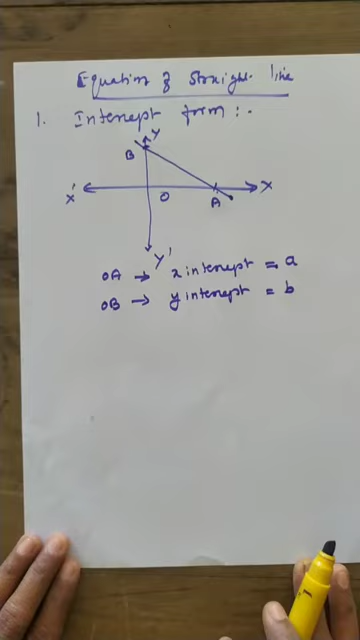 Equation of Straight line
1. Intercept form :-
B Y
X' O A X
Y'
OA → x intercept = a
OB → y intercept = b